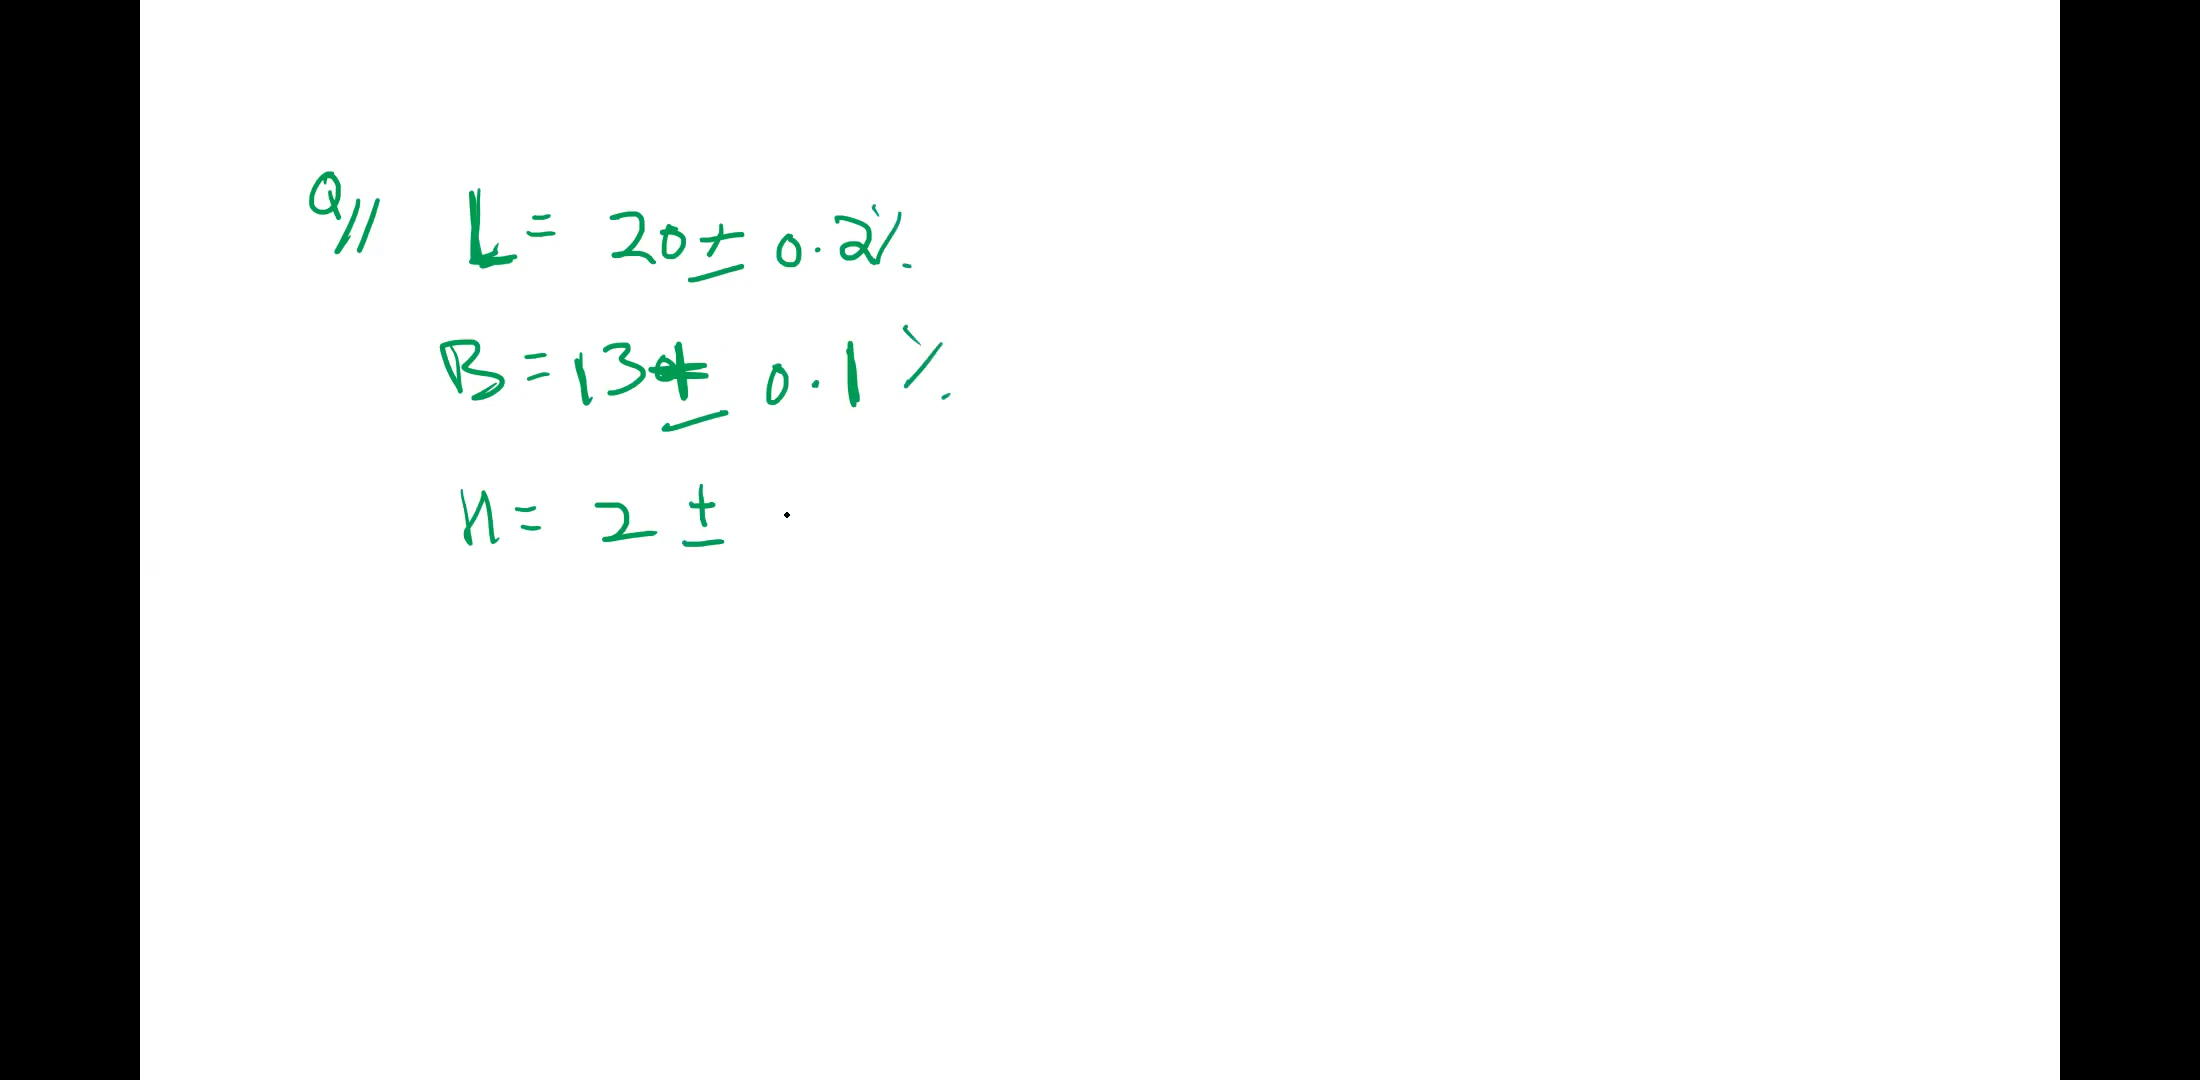 Q// L = 20 ± 0.2%
B = 13 ± 0.1 %
H = 2 ±